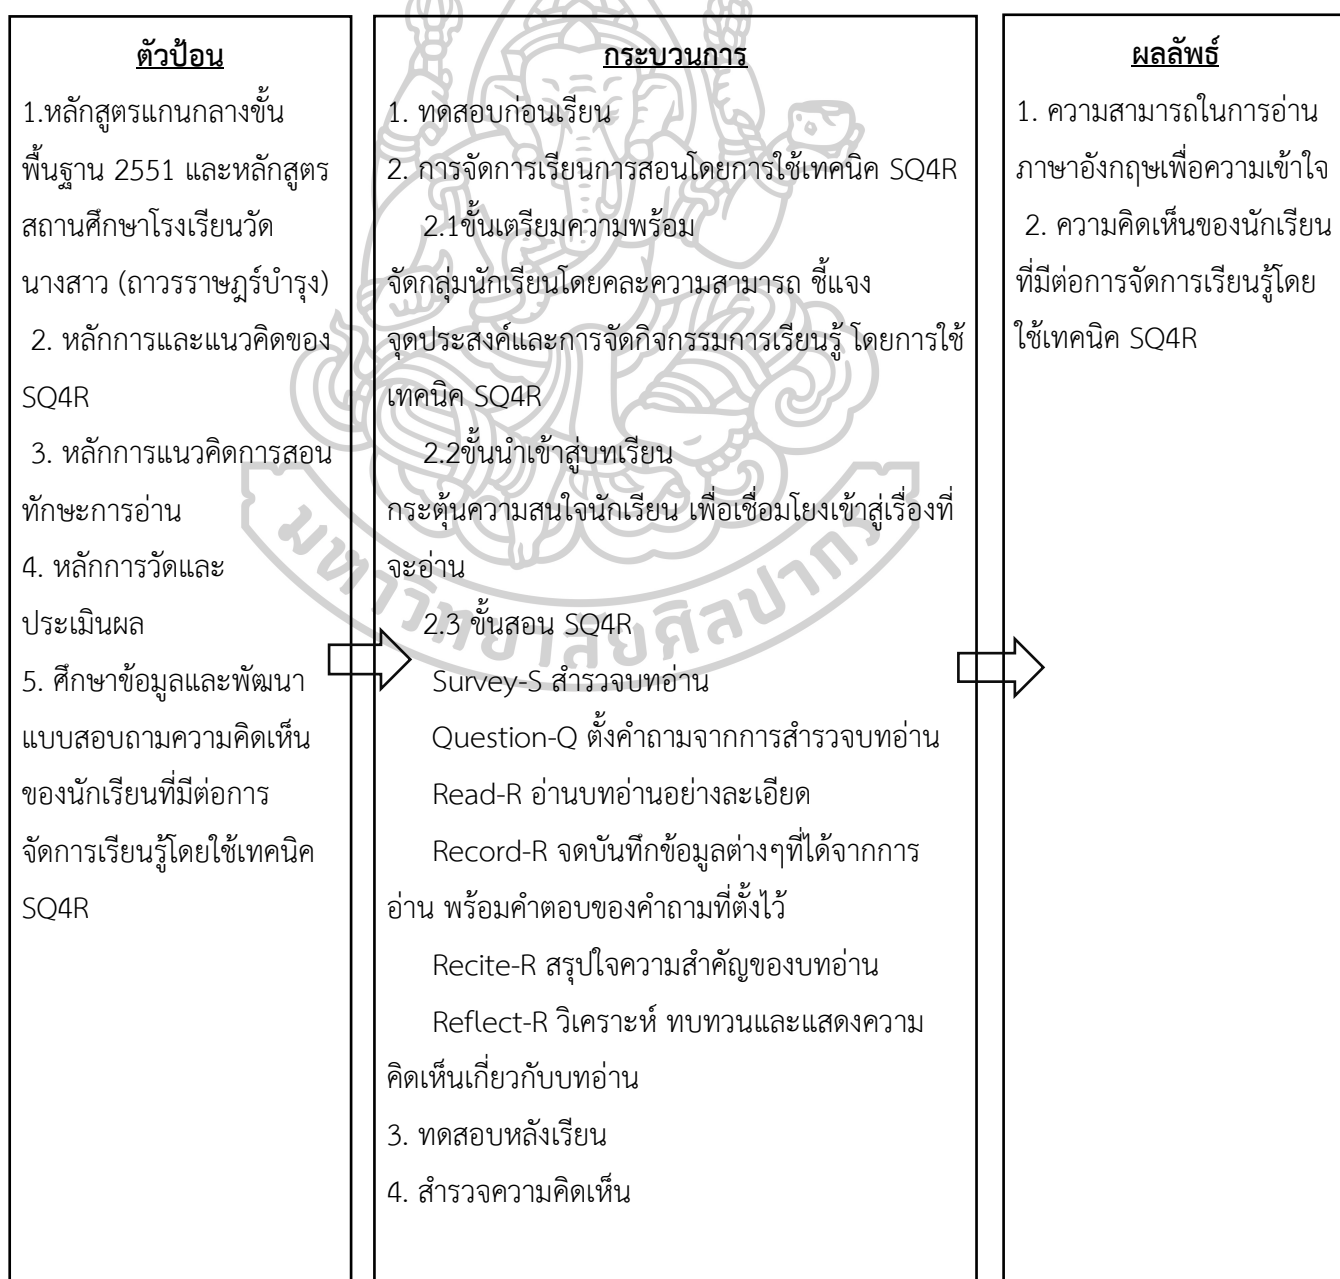 ตัวป้อน
1.หลักสูตรแกนกลางขั้น
พื้นฐาน 2551 และหลักสูตร
สถานศึกษาโรงเรียนวัด
นางสาว (ถาวรราษฎร์บำรุง)
2. หลักการและแนวคิดของ
SQ4R
3. หลักการแนวคิดการสอน
ทักษะการอ่าน
4. หลักการวัดและ
ประเมินผล
5. ศึกษาข้อมูลและพัฒนา
แบบสอบถามความคิดเห็น
ของนักเรียนที่มีต่อการ
จัดการเรียนรู้โดยใช้เทคนิค
SQ4R
กระบวนการ
1. ทดสอบก่อนเรียน
2. การจัดการเรียนการสอนโดยการใช้เทคนิค SQ4R
2.1ขั้นเตรียมความพร้อม
จัดกลุ่มนักเรียนโดยคละความสามารถ ชี้แจง
จุดประสงค์และการจัดกิจกรรมการเรียนรู้ โดยการใช้
เทคนิค SQ4R
2.2ขั้นนำเข้าสู่บทเรียน
กระตุ้นความสนใจนักเรียน เพื่อเชื่อมโยงเข้าสู่เรื่องที่
จะอ่าน
2.3 ขั้นสอน SQ4R
Survey-S สำรวจบทอ่าน
Question-Q ตั้งคำถามจากการสำรวจบทอ่าน
Read-R อ่านบทอ่านอย่างละเอียด
Record-R จดบันทึกข้อมูลต่างๆที่ได้จากการ
อ่าน พร้อมคำตอบของคำถามที่ตั้งไว้
Recite-R สรุปใจความสำคัญของบทอ่าน
Reflect-R วิเคราะห์ ทบทวนและแสดงความ
คิดเห็นเกี่ยวกับบทอ่าน
3. ทดสอบหลังเรียน
4. สำรวจความคิดเห็น
ผลลัพธ์
1. ความสามารถในการอ่าน
ภาษาอังกฤษเพื่อความเข้าใจ
2. ความคิดเห็นของนักเรียน
ที่มีต่อการจัดการเรียนรู้โดย
ใช้เทคนิค SQ4R
มหาวิทยาลัยศิลปากร